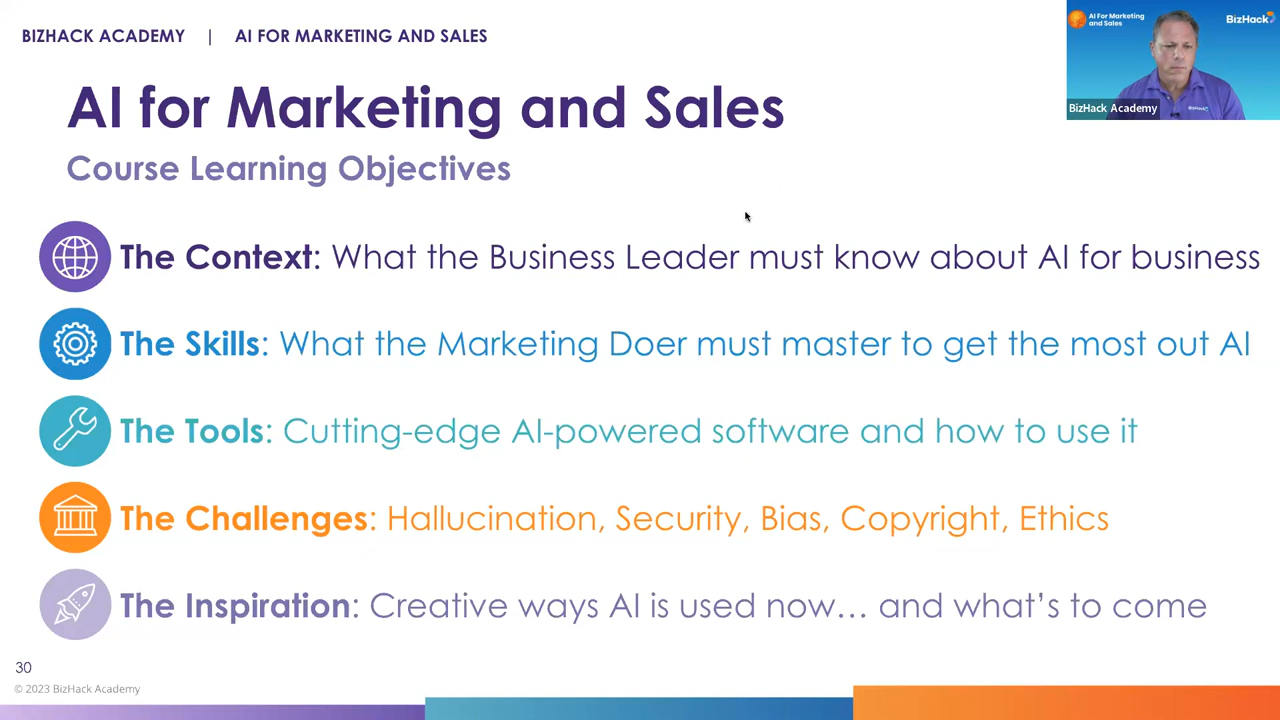 BIZHACK ACADEMY | AI FOR MARKETING AND SALES
AI For Marketing
and Sales
BizHack
BizHack Academy
AI for Marketing and Sales
Course Learning Objectives
The Context: What the Business Leader must know about AI for business
The Skills: What the Marketing Doer must master to get the most out AI
The Tools: Cutting-edge AI-powered software and how to use it
The Challenges: Hallucination, Security, Bias, Copyright, Ethics
The Inspiration: Creative ways AI is used now… and what's to come
30
© 2023 BizHack Academy